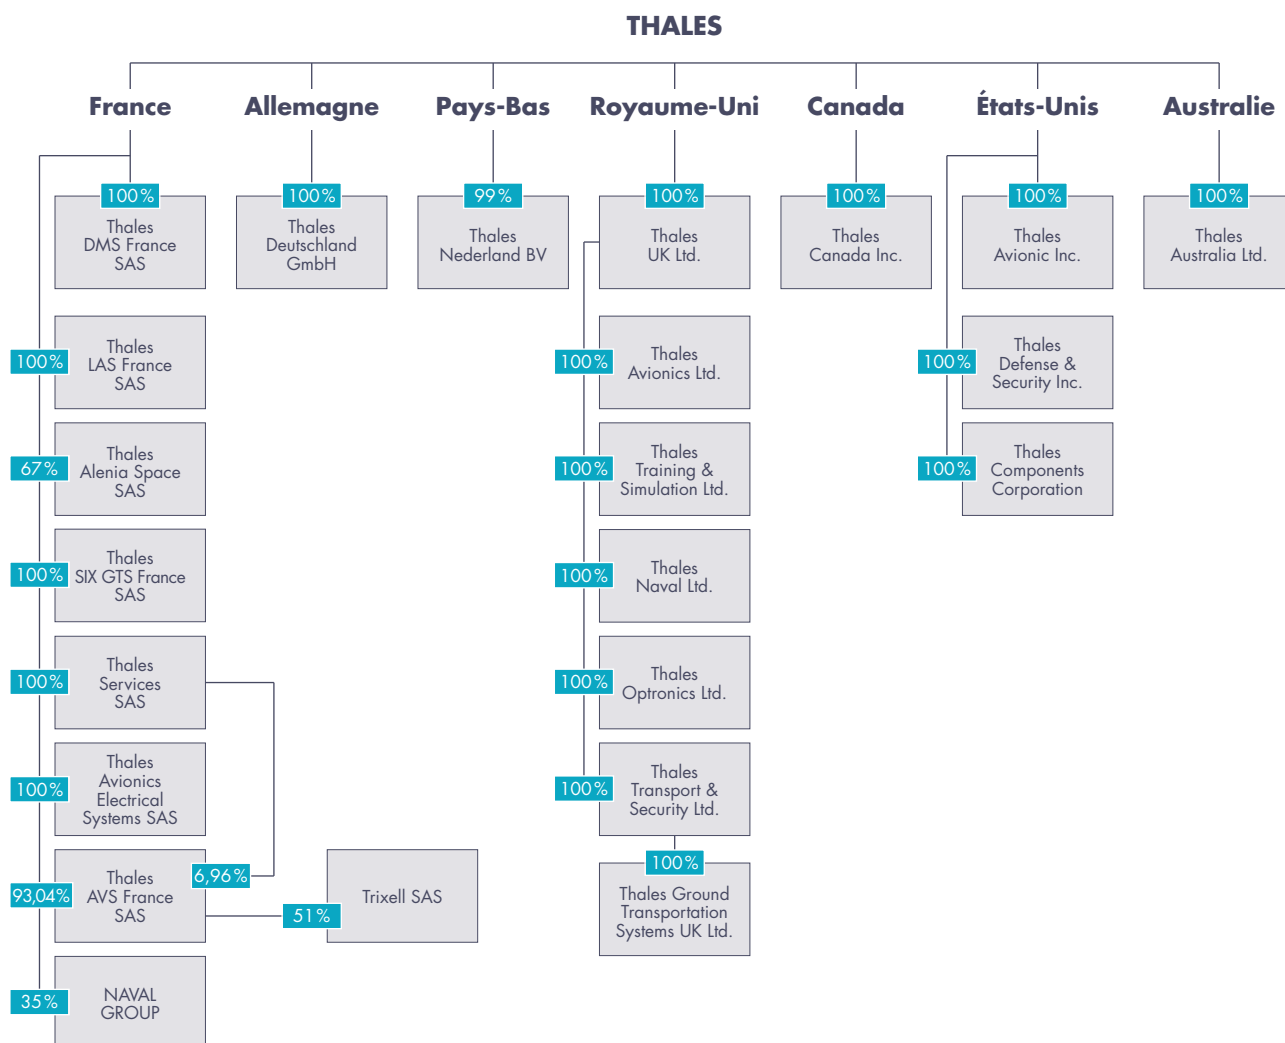 THALES
France
Allemagne
Pays-Bas
Royaume-Uni
Canada
États-Unis
Australie
100%
Thales
DMS France
SAS
100%
Thales
Deutschland
GmbH
99%
Thales
Nederland BV
100%
Thales
UK Ltd.
100%
Thales
Canada Inc.
100%
Thales
Avionic Inc.
100%
Thales
Australia Ltd.
100%
Thales
LAS France
SAS
100%
Thales
Avionics Ltd.
100%
Thales
Defense &
Security Inc.
67%
Thales
Alenia Space
SAS
100%
Thales
Training &
Simulation Ltd.
100%
Thales
Components
Corporation
100%
Thales
SIX GTS France
SAS
100%
Thales
Naval Ltd.
100%
Thales
Services
SAS
100%
Thales
Optronics Ltd.
100%
Thales
Avionics
Electrical
Systems SAS
100%
Thales
Transport &
Security Ltd.
93,04%
Thales
AVS France
SAS
6,96%
51%
Trixell SAS
100%
Thales Ground
Transportation
Systems UK Ltd.
35%
NAVAL
GROUP